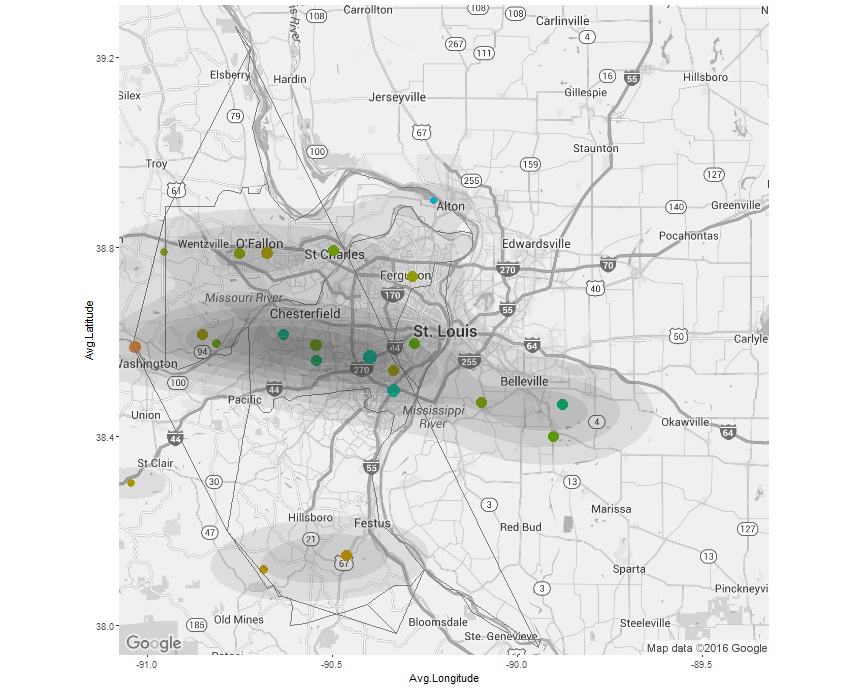 108
Carrollton
108
108
Carlinville
is River
4
N
39.2
267
111
Elsberry
Hardin
55
16
Hillsboro
Silex
Jerseyville
Gillespie
79
67
Staunton
100
Troy
159
127
255
61
140
Greenville
Alton
Pocahontas
38.8
Wentzville
O'Fallon
St Charles
Edwardsville
Ferguson
270
70
40
Missouri River
170
55
Chesterfield
St. Louis
50
Carlyle
Avg.Latitude
94
44
64
255
Washington
270
100
Belleville
44
Pacific
Mississippi
River
Union
4
Okawville
64
38.4
44
St Clair
55
30
13
3
Marissa
Hillsboro
Festus
Red Bud
127
47
21
67
13
Sparta
3
Pinckneyvi
185
Old Mines
Bloomsdale
Steeleville
38.0
Ste. Genevieve
Google
Map data ©2016 Google
-91.0
-90.5
-90.0
-89.5
Avg.Longitude